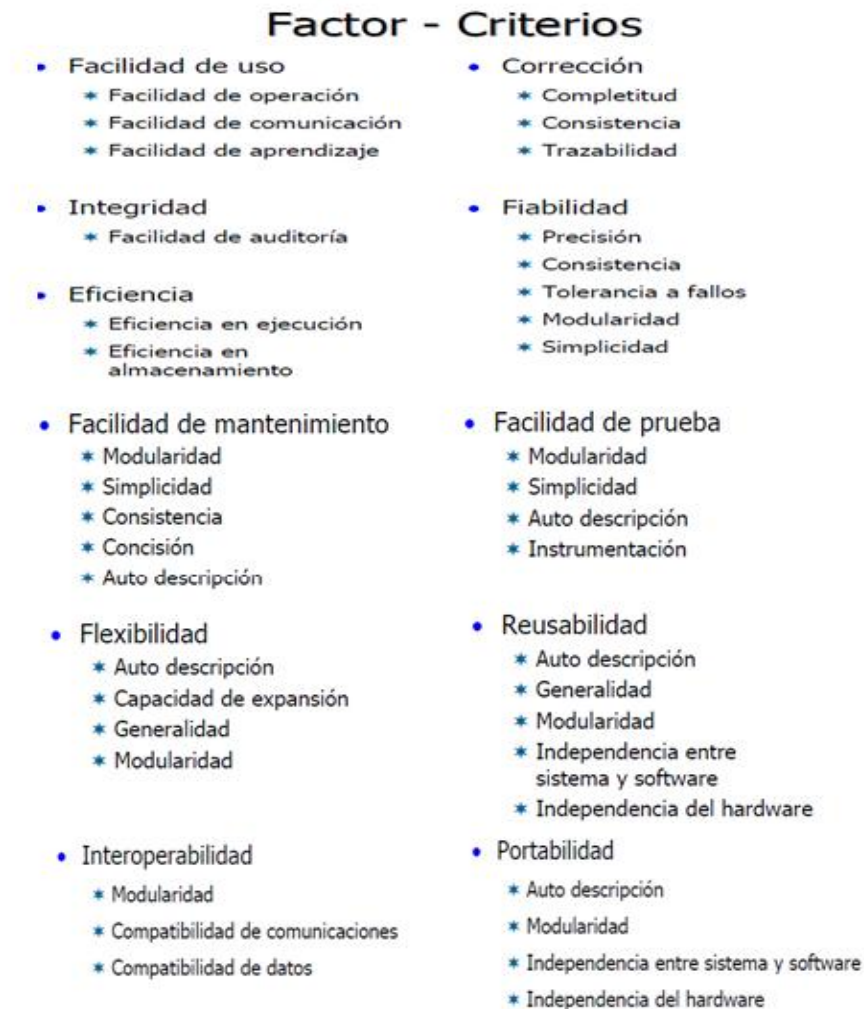 Factor - Criterios
• Facilidad de uso
✶ Facilidad de operación
✶ Facilidad de comunicación
✶ Facilidad de aprendizaje
• Integridad
✶ Facilidad de auditoría
• Eficiencia
✶ Eficiencia en ejecución
✶ Eficiencia en
almacenamiento
• Corrección
✶ Completitud
✶ Consistencia
✶ Trazabilidad
• Fiabilidad
✶ Precisión
✶ Consistencia
✶ Tolerancia a fallos
✶ Modularidad
✶ Simplicidad
• Facilidad de mantenimiento
✶ Modularidad
✶ Simplicidad
✶ Consistencia
✶ Concisión
✶ Auto descripción
• Facilidad de prueba
✶ Modularidad
✶ Simplicidad
✶ Auto descripción
✶ Instrumentación
• Flexibilidad
✶ Auto descripción
✶ Capacidad de expansión
✶ Generalidad
✶ Modularidad
• Reusabilidad
✶ Auto descripción
✶ Generalidad
✶ Modularidad
✶ Independencia entre
sistema y software
✶ Independencia del hardware
• Interoperabilidad
✶ Modularidad
✶ Compatibilidad de comunicaciones
✶ Compatibilidad de datos
• Portabilidad
✶ Auto descripción
✶ Modularidad
✶ Independencia entre sistema y software
✶ Independencia del hardware